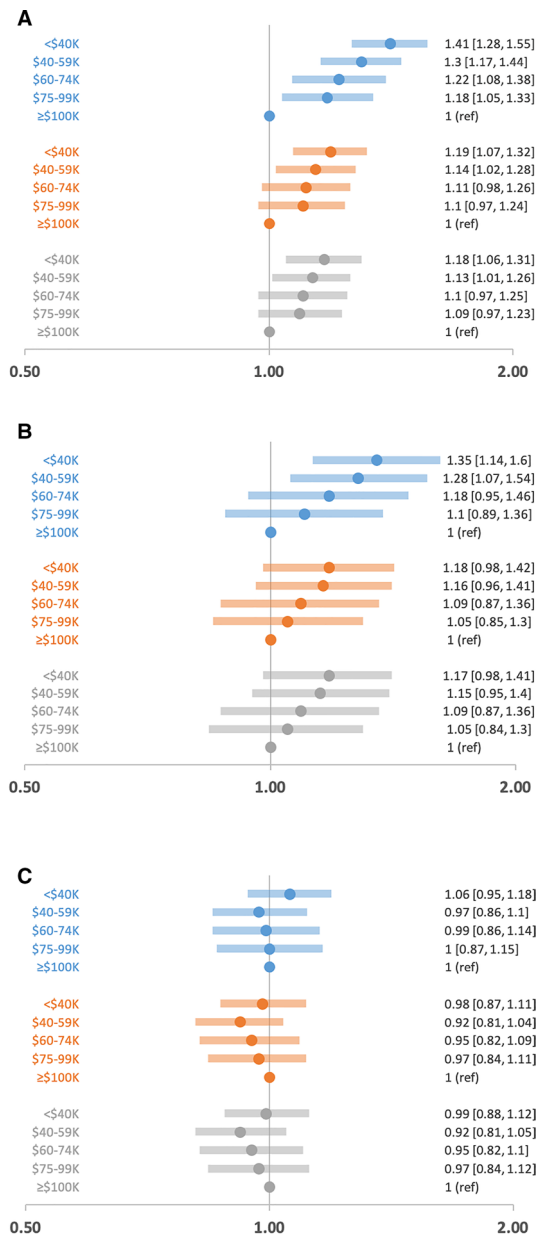 A
<$40K 1.41 [1.28, 1.55]
$40-59K 1.3 [1.17, 1.44]
$60-74K 1.22 [1.08, 1.38]
$75-99K 1.18 [1.05, 1.33]
≥$100K 1 (ref)
<$40K 1.19 [1.07, 1.32]
$40-59K 1.14 [1.02, 1.28]
$60-74K 1.11 [0.98, 1.26]
$75-99K 1.1 [0.97, 1.24]
≥$100K 1 (ref)
<$40K 1.18 [1.06, 1.31]
$40-59K 1.13 [1.01, 1.26]
$60-74K 1.1 [0.97, 1.25]
$75-99K 1.09 [0.97, 1.23]
≥$100K 1 (ref)
0.50 1.00 2.00
B
<$40K 1.35 [1.14, 1.6]
$40-59K 1.28 [1.07, 1.54]
$60-74K 1.18 [0.95, 1.46]
$75-99K 1.1 [0.89, 1.36]
≥$100K 1 (ref)
<$40K 1.18 [0.98, 1.42]
$40-59K 1.16 [0.96, 1.41]
$60-74K 1.09 [0.87, 1.36]
$75-99K 1.05 [0.85, 1.3]
≥$100K 1 (ref)
<$40K 1.17 [0.98, 1.41]
$40-59K 1.15 [0.95, 1.4]
$60-74K 1.09 [0.87, 1.36]
$75-99K 1.05 [0.84, 1.3]
≥$100K 1 (ref)
0.50 1.00 2.00
C
<$40K 1.06 [0.95, 1.18]
$40-59K 0.97 [0.86, 1.1]
$60-74K 0.99 [0.86, 1.14]
$75-99K 1 [0.87, 1.15]
≥$100K 1 (ref)
<$40K 0.98 [0.87, 1.11]
$40-59K 0.92 [0.81, 1.04]
$60-74K 0.95 [0.82, 1.09]
$75-99K 0.97 [0.84, 1.11]
≥$100K 1 (ref)
<$40K 0.99 [0.88, 1.12]
$40-59K 0.92 [0.81, 1.05]
$60-74K 0.95 [0.82, 1.1]
$75-99K 0.97 [0.84, 1.12]
≥$100K 1 (ref)
0.50 1.00 2.00